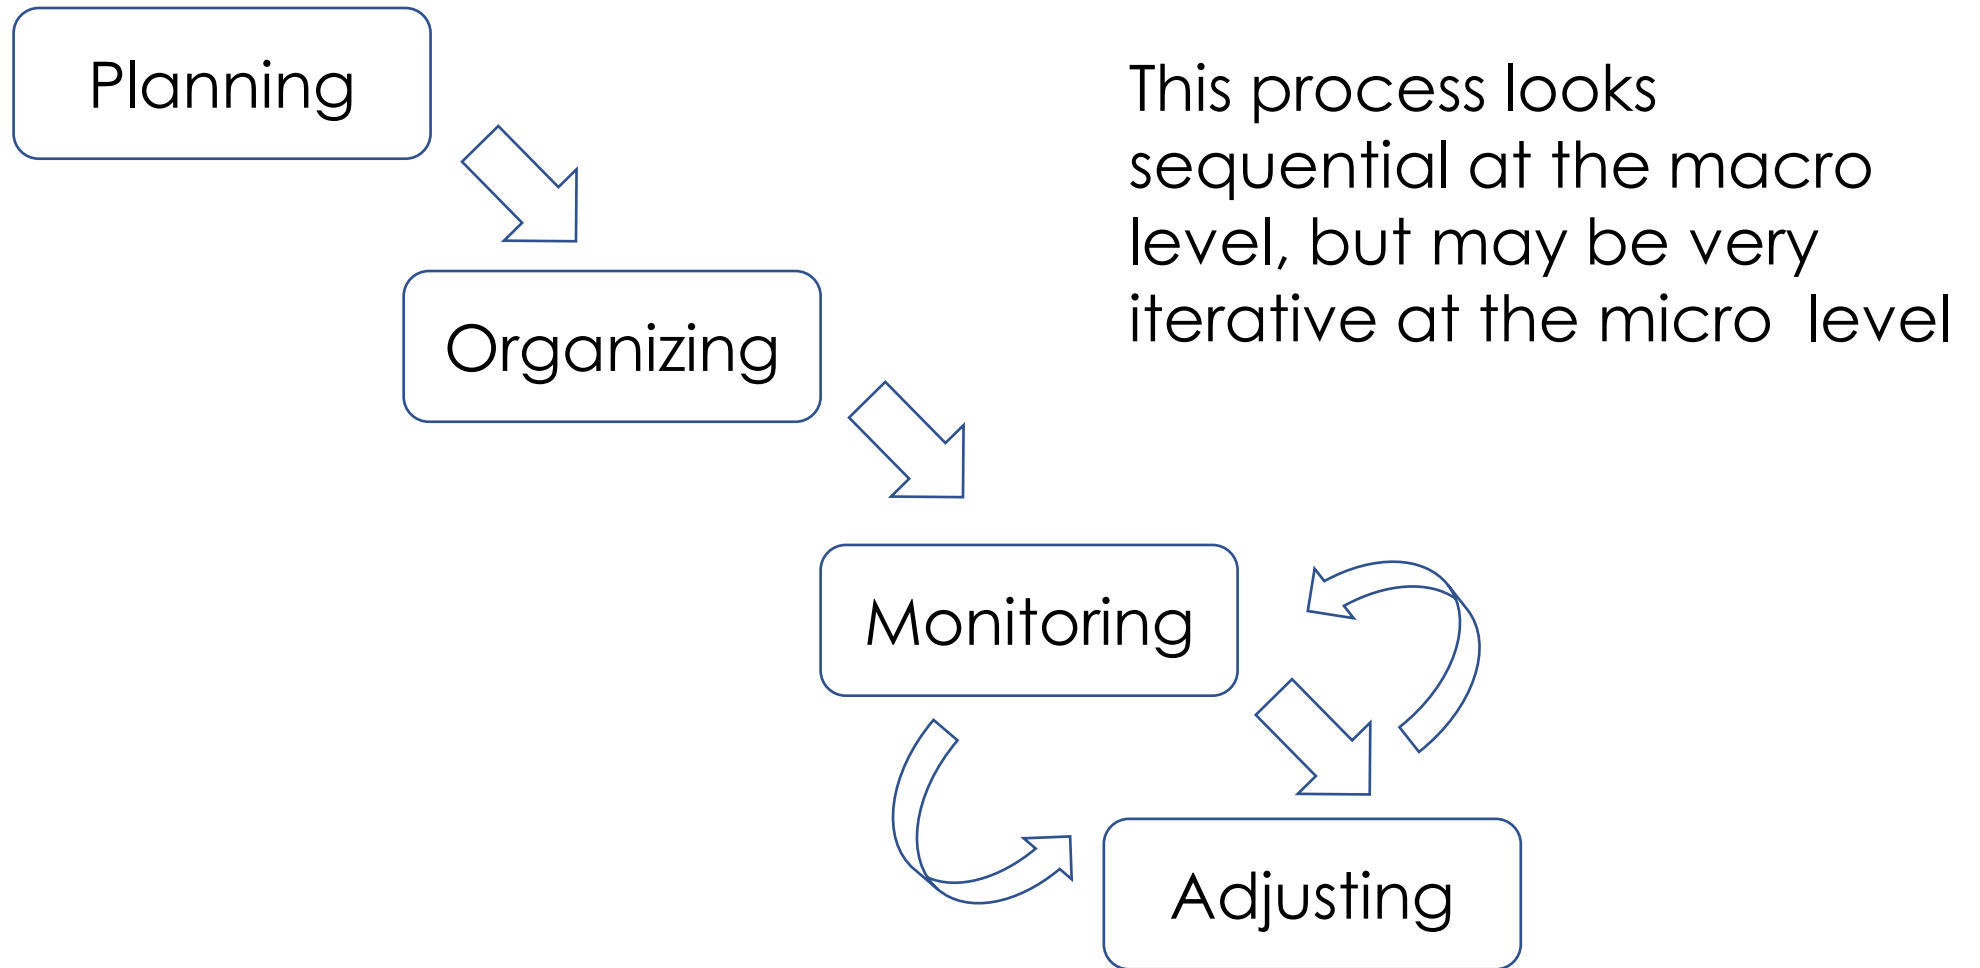 Planning
This process looks
sequential at the macro
level, but may be very
iterative at the micro  level
Organizing
Monitoring
Adjusting